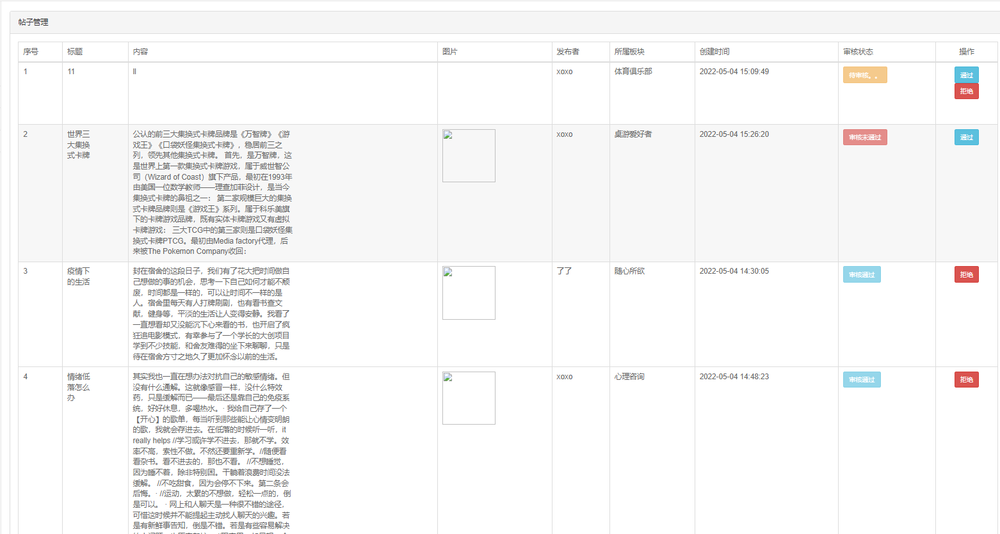 帖子管理
序号 标题 内容 图片 发布者 所属板块 创建时间 审核状态 操作
1 11 ll xoxo 体育俱乐部 2022-05-04 15:09:49 待审核。。 通过
拒绝
2 世界三 公认的前三大集换式卡牌品牌是《万智牌》《游 xoxo 桌游爱好者 2022-05-04 15:26:20 审核未通过 通过
大集换 戏王》《口袋妖怪集换式卡牌》，稳居前三之
式卡牌 列，领先其他集换式卡牌。 首先，是万智牌，这
是世界上第一款集换式卡牌游戏，属于威世智公
司（Wizard of Coast）旗下产品，最初在1993年
由美国一位数学教师——理查加菲设计，是当今
集换式卡牌的鼻祖之一： 第二家规模巨大的集换
式卡牌品牌则是《游戏王》系列。属于科乐美旗
下的卡牌游戏品牌，既有实体卡牌游戏又有虚拟
卡牌游戏： 三大TCG中的第三家则是口袋妖怪集
换式卡牌PTCG。最初由Media factory代理，后
来被The Pokemon Company收回：
3 疫情下 封在宿舍的这段日子，我们有了花大把时间做自 了了 随心所欲 2022-05-04 14:30:05 审核通过 拒绝
的生活 己想做的事的机会，思考一下自己如何才能不颓
废，时间都是一样的，可以让时间不一样的是
人。宿舍里每天有人打牌刷剧，也有看书查文
献，健身等，平淡的生活让人变得安静。我看了
一直想看却又没能沉下心来看的书，也开启了疯
狂追电影模式，有幸参与了一个学长的大创项目
学到不少技能，和舍友难得的坐下来聊聊，只是
待在宿舍方寸之地久了更加怀念以前的生活。
4 情绪低 其实我也一直在想办法对抗自己的敏感情绪。但 xoxo 心理咨询 2022-05-04 14:48:23 审核通过 拒绝
落怎么 没有什么通解。这就像感冒一样，没什么特效
办 药，只是缓解而已——最后还是靠自己的免疫系
统，好好休息，多喝热水。· 我给自己存了一个
【开心】的歌单，每当听到那些能让心情变明朗
的歌，我就会存进去。在低落的时候听一听，it
really helps //学习或许学不进去，那就不学。效
率不高，索性不做。不然还要重新学。//随便看
看杂书。看不进去的，那也不看。 //不想睡觉，
因为睡不着，除非特别困。干躺着浪费时间没法
缓解。 //不吃甜食，因为会停不下来。第二条会
后悔。· //运动，太累的不想做，轻松一点的，倒
是可以。 · 网上和人聊天是一种很不错的途径，
可惜这时候并不能提起主动找人聊天的兴趣。若
是有新鲜事告知，倒是不错。若是有些容易解决